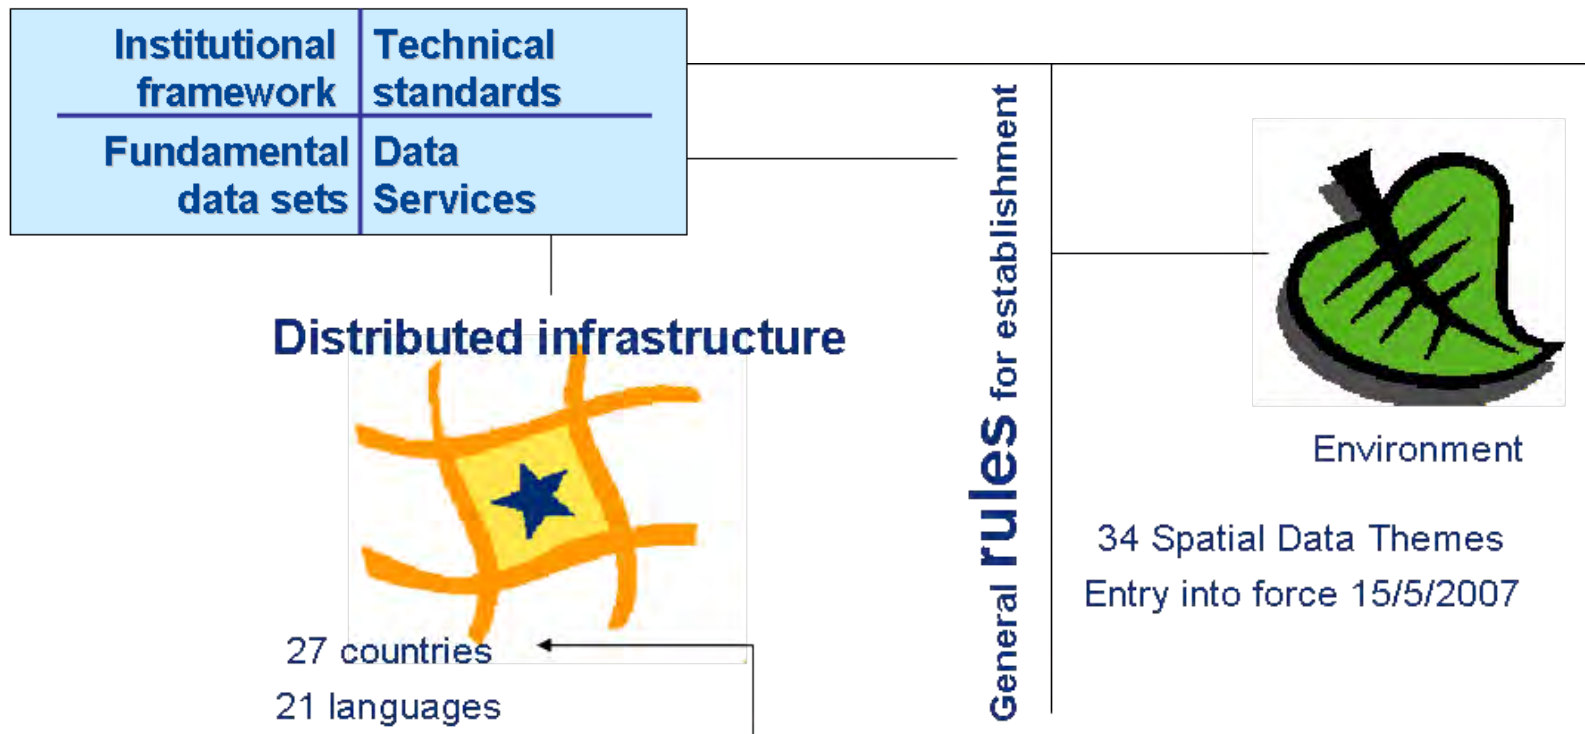 Institutional
framework
Technical
standards
Fundamental
data sets
Data
Services
Distributed infrastructure
27 countries
21 languages
General rules for establishment
Environment
34 Spatial Data Themes
Entry into force 15/5/2007